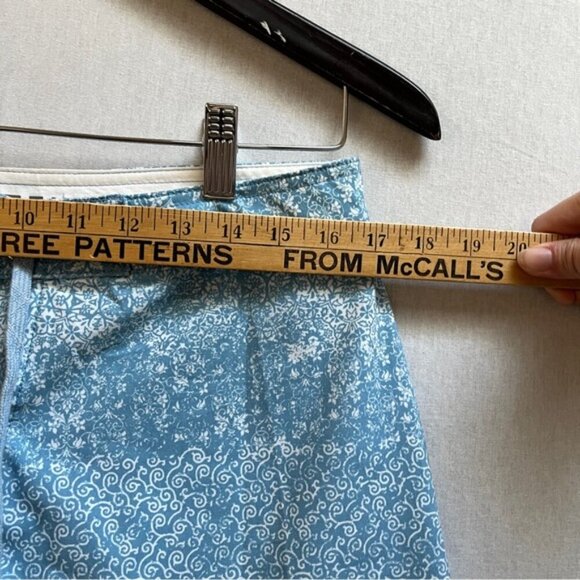 10 11 12 13 14 15 16 17 18 19 20
REE PATTERNS FROM McCALL'S